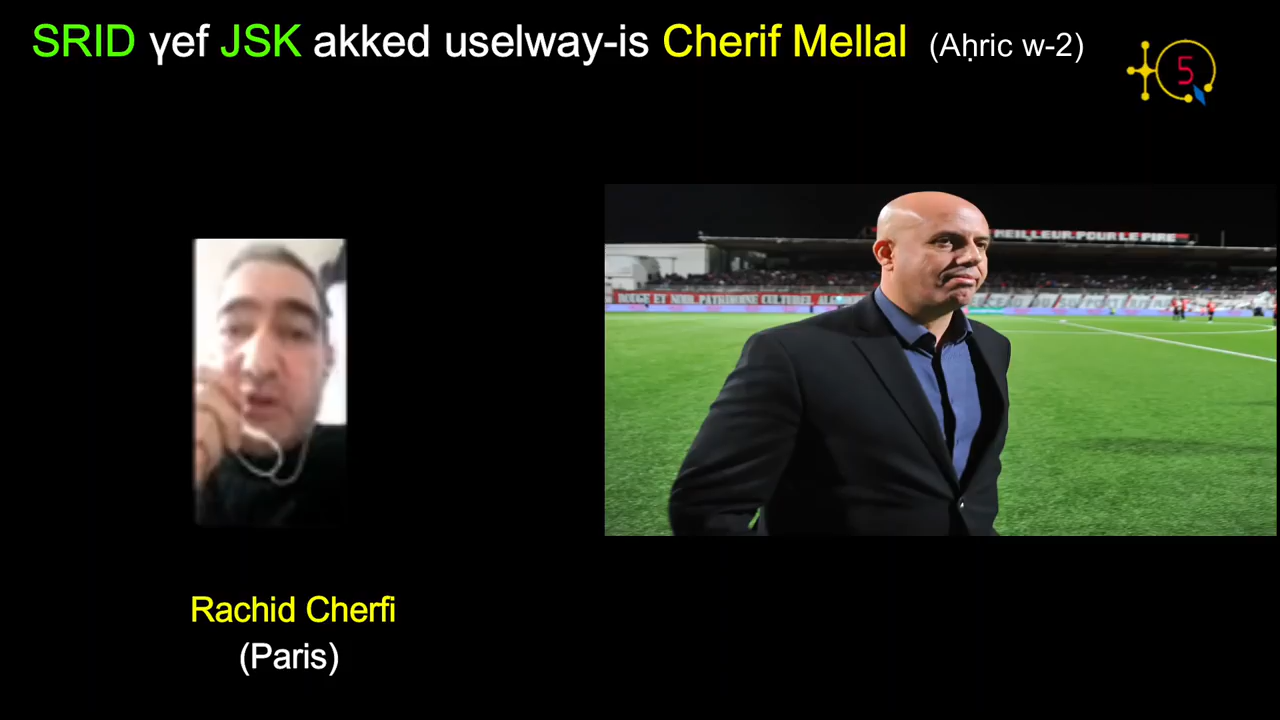 SRID ɣef JSK akked uselway-is Cherif Mellal (Aḥric w-2)
5
MEILLEUR POUR LE PIRE
ROUGE ET NOIR PATRIMOINE CULTUREL
Rachid Cherfi
(Paris)